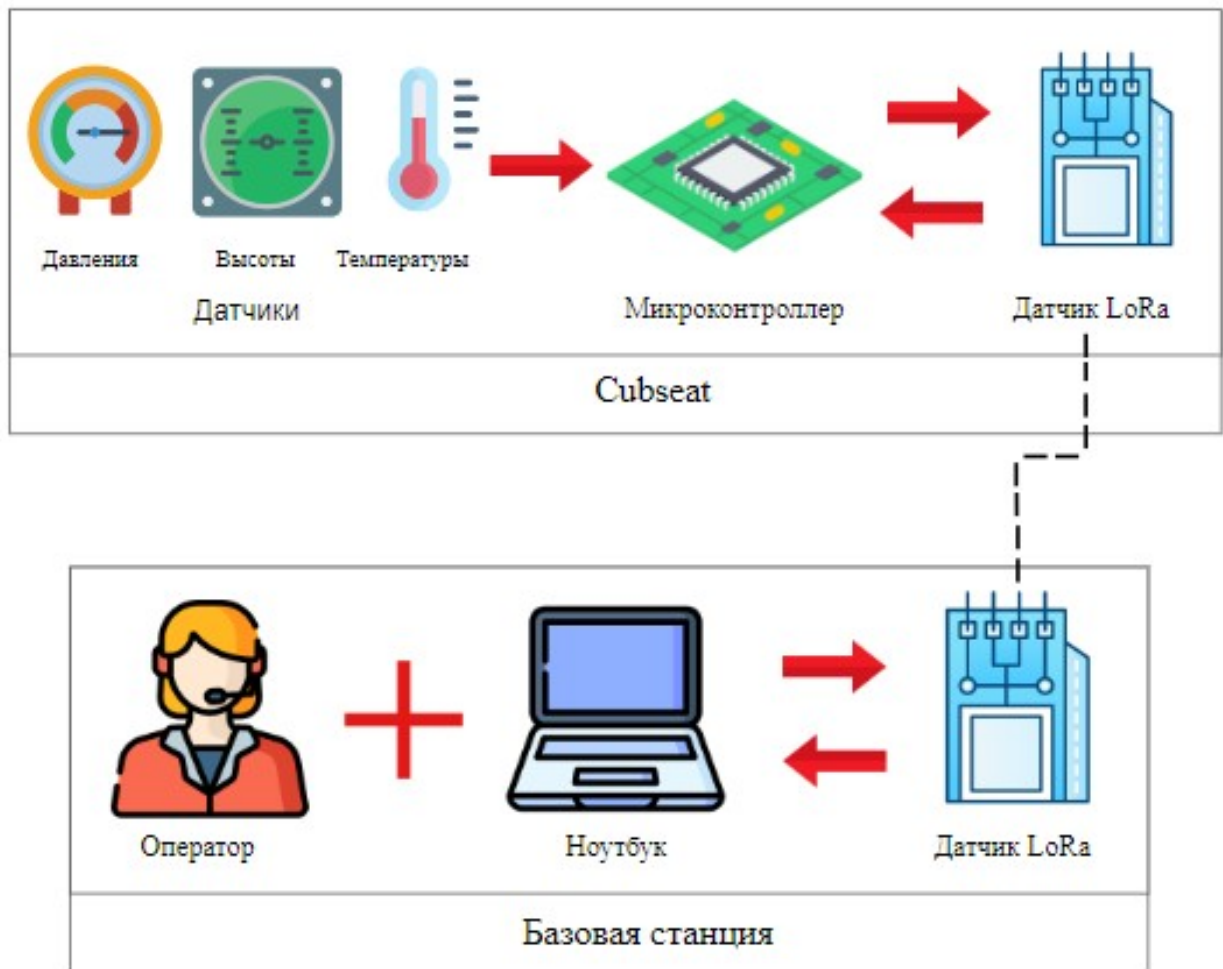 Давления Высоты Температуры
Датчики Микроконтроллер Датчик LoRa
Cubseat
Оператор Ноутбук Датчик LoRa
Базовая станция